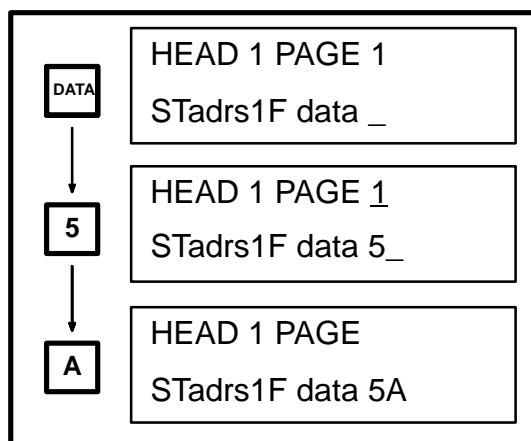 DATA
HEAD 1 PAGE 1
STadrs1F data _
5
HEAD 1 PAGE 1
STadrs1F data 5_
A
HEAD 1 PAGE
STadrs1F data 5A